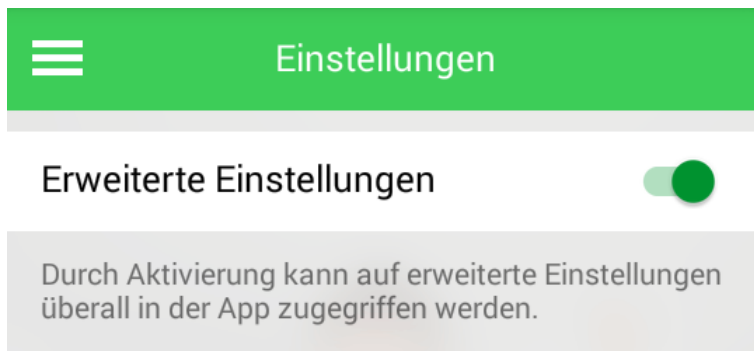 Einstellungen
Erweiterte Einstellungen
Durch Aktivierung kann auf erweiterte Einstellungen
überall in der App zugegriffen werden.